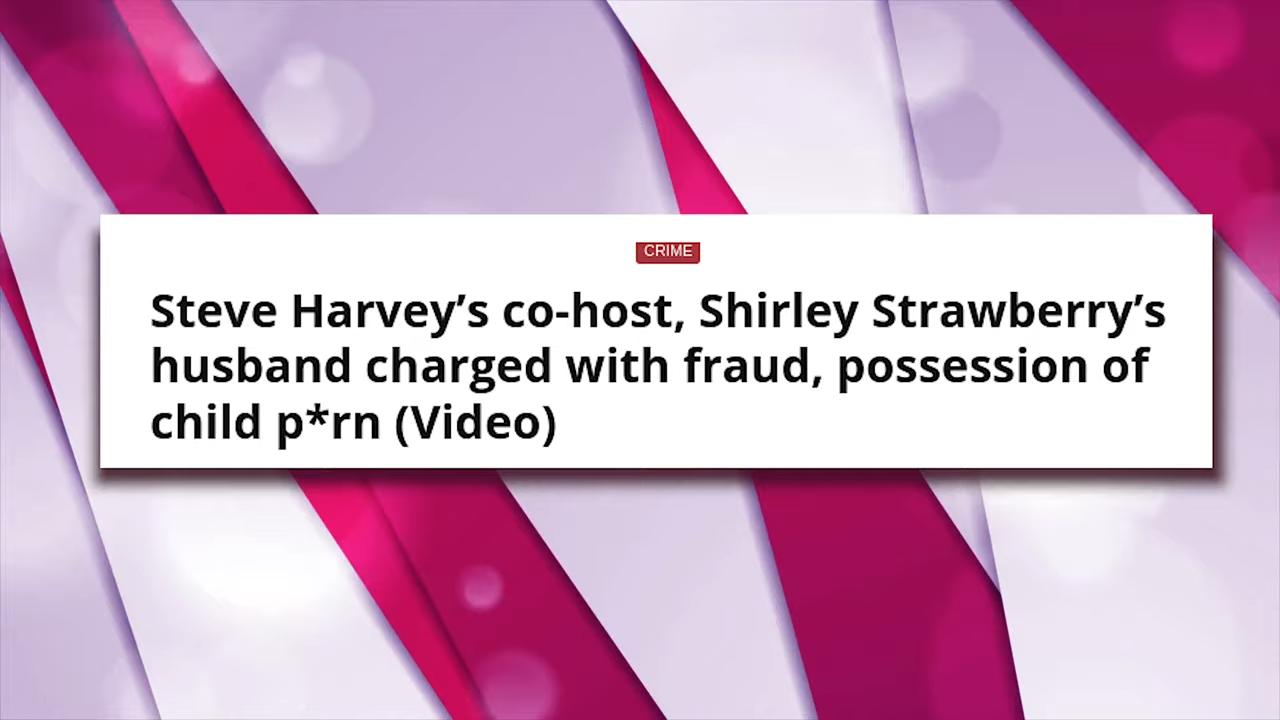 CRIME
Steve Harvey’s co-host, Shirley Strawberry’s
husband charged with fraud, possession of
child p*rn (Video)